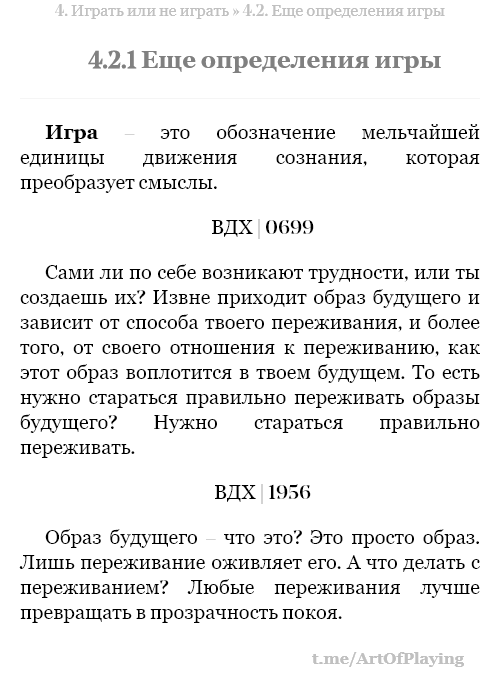 4. Играть или не играть » 4.2. Еще определения игры
4.2.1 Еще определения игры
Игра – это обозначение мельчайшей
единицы движения сознания, которая
преобразует смыслы.
ВДХ | 0699
Сами ли по себе возникают трудности, или ты
создаешь их? Извне приходит образ будущего и
зависит от способа твоего переживания, и более
того, от своего отношения к переживанию, как
этот образ воплотится в твоем будущем. То есть
нужно стараться правильно переживать образы
будущего? Нужно стараться правильно
переживать.
ВДХ | 1956
Образ будущего – что это? Это просто образ.
Лишь переживание оживляет его. А что делать с
переживанием? Любые переживания лучше
превращать в прозрачность покоя.
t.me/ArtOfPlaying